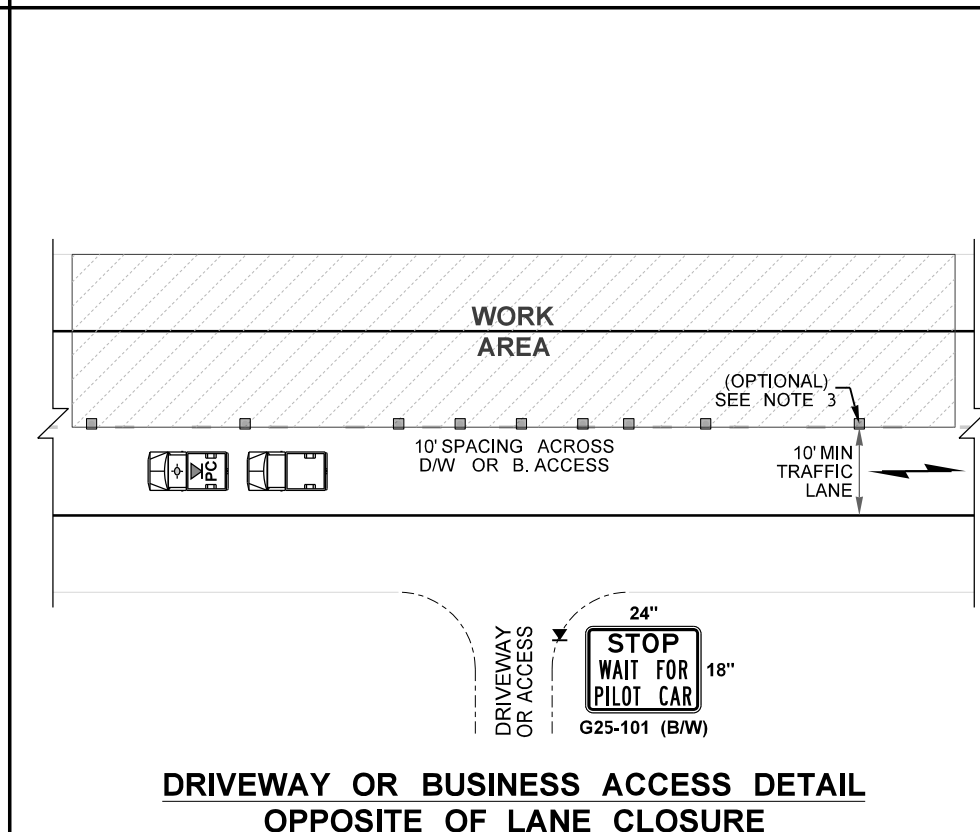 WORK
AREA
(OPTIONAL)
SEE NOTE 3
10' SPACING ACROSS
D/W OR B. ACCESS
10' MIN
TRAFFIC
LANE
PC
DRIVEWAY
OR ACCESS
24"
STOP
WAIT FOR
PILOT CAR
18"
G25-101 (B/W)
DRIVEWAY OR BUSINESS ACCESS DETAIL
OPPOSITE OF LANE CLOSURE